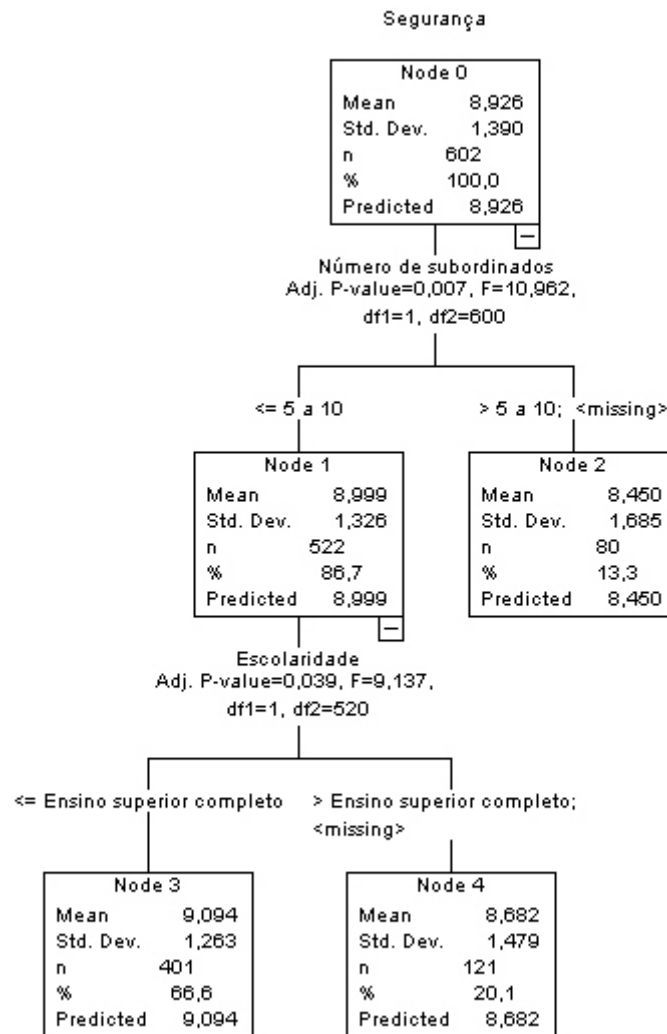 Segurança
Node 0
Mean 8,926
Std. Dev. 1,390
n 602
% 100,0
Predicted 8,926
Número de subordinados
Adj. P-value=0,007, F=10,962,
df1=1, df2=600
<= 5 a 10
> 5 a 10; <missing>
Node 1
Mean 8,999
Std. Dev. 1,326
n 522
% 86,7
Predicted 8,999
Node 2
Mean 8,450
Std. Dev. 1,685
n 80
% 13,3
Predicted 8,450
Escolaridade
Adj. P-value=0,039, F=9,137,
df1=1, df2=520
<= Ensino superior completo
> Ensino superior completo;
<missing>
Node 3
Mean 9,094
Std. Dev. 1,263
n 401
% 66,6
Predicted 9,094
Node 4
Mean 8,682
Std. Dev. 1,479
n 121
% 20,1
Predicted 8,682